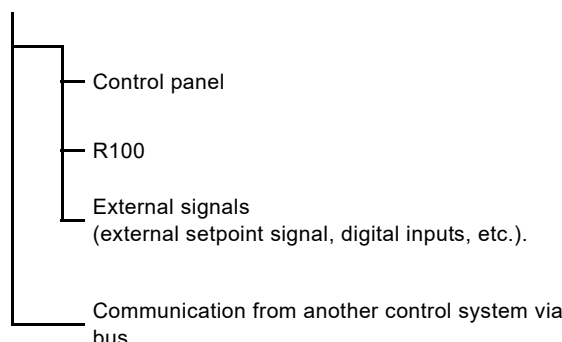 Control panel
R100
External signals
(external setpoint signal, digital inputs, etc.).
Communication from another control system via
bus